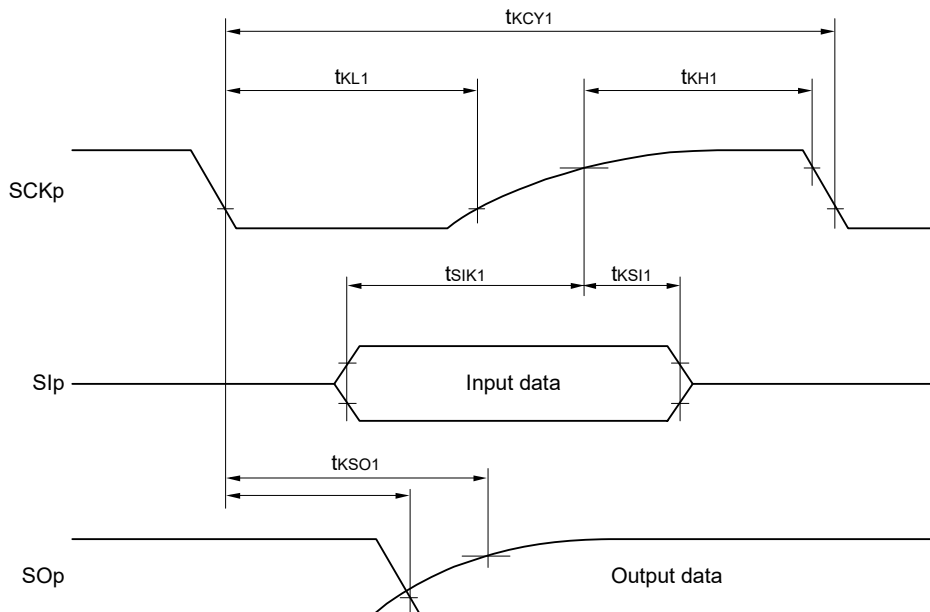 tKCY1
tKL1
tKH1
SCKp
tSIK1
tKSI1
SIp
Input data
tKSO1
SOp
Output data